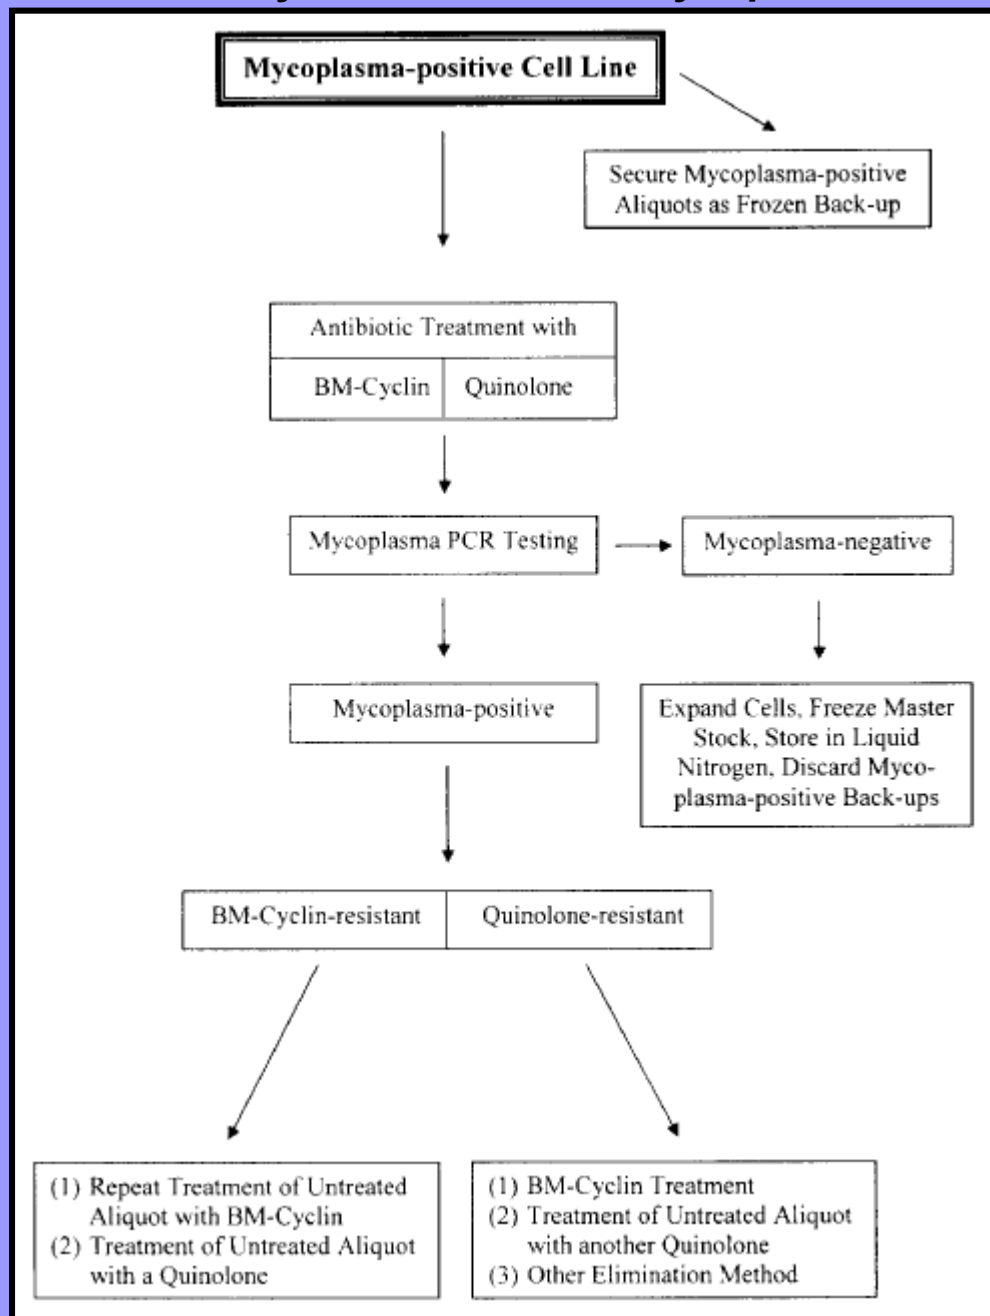 Mycoplasma-positive Cell Line
Secure Mycoplasma-positive
Aliquots as Frozen Back-up
Antibiotic Treatment with
BM-Cyclin
Quinolone
Mycoplasma PCR Testing
Mycoplasma-negative
Mycoplasma-positive
Expand Cells, Freeze Master
Stock, Store in Liquid
Nitrogen, Discard Myco-
plasma-positive Back-ups
BM-Cyclin-resistant
Quinolone-resistant
(1) Repeat Treatment of Untreated
Aliquot with BM-Cyclin
(2) Treatment of Untreated Aliquot
with a Quinolone
(1) BM-Cyclin Treatment
(2) Treatment of Untreated Aliquot
with another Quinolone
(3) Other Elimination Method